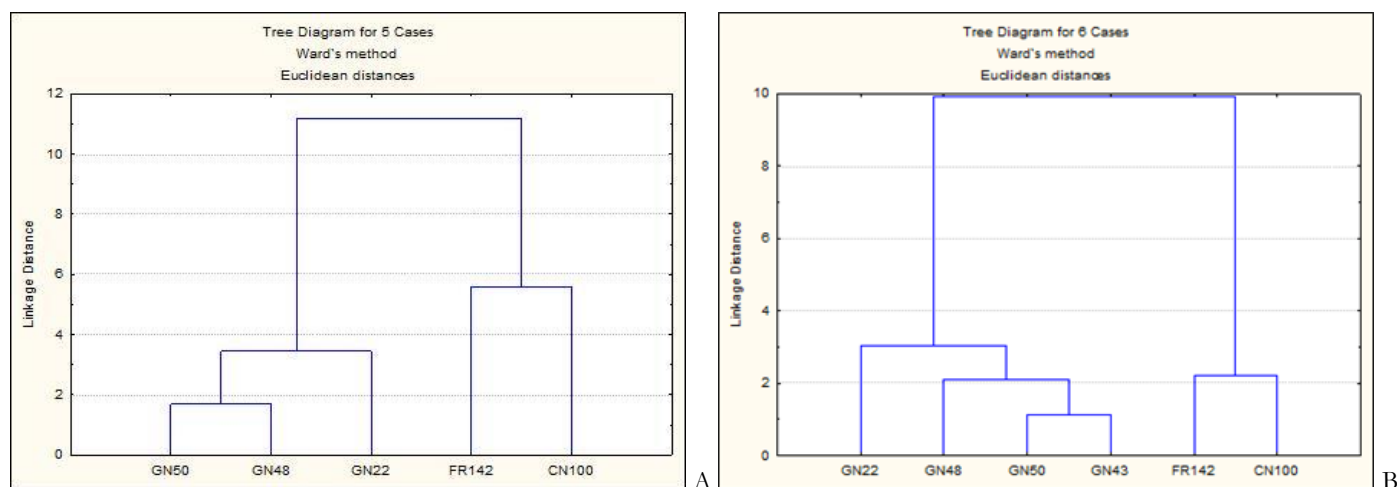 Tree Diagram for 5 Cases
Ward's method
Euclidean distances
12
10
8
6
4
2
0
Linkage Distance
GN50 GN48 GN22 FR142 CN100
A
Tree Diagram for 6 Cases
Ward's method
Euclidean distances
10
8
6
4
2
0
Linkage Distance
GN22 GN48 GN50 GN43 FR142 CN100
B